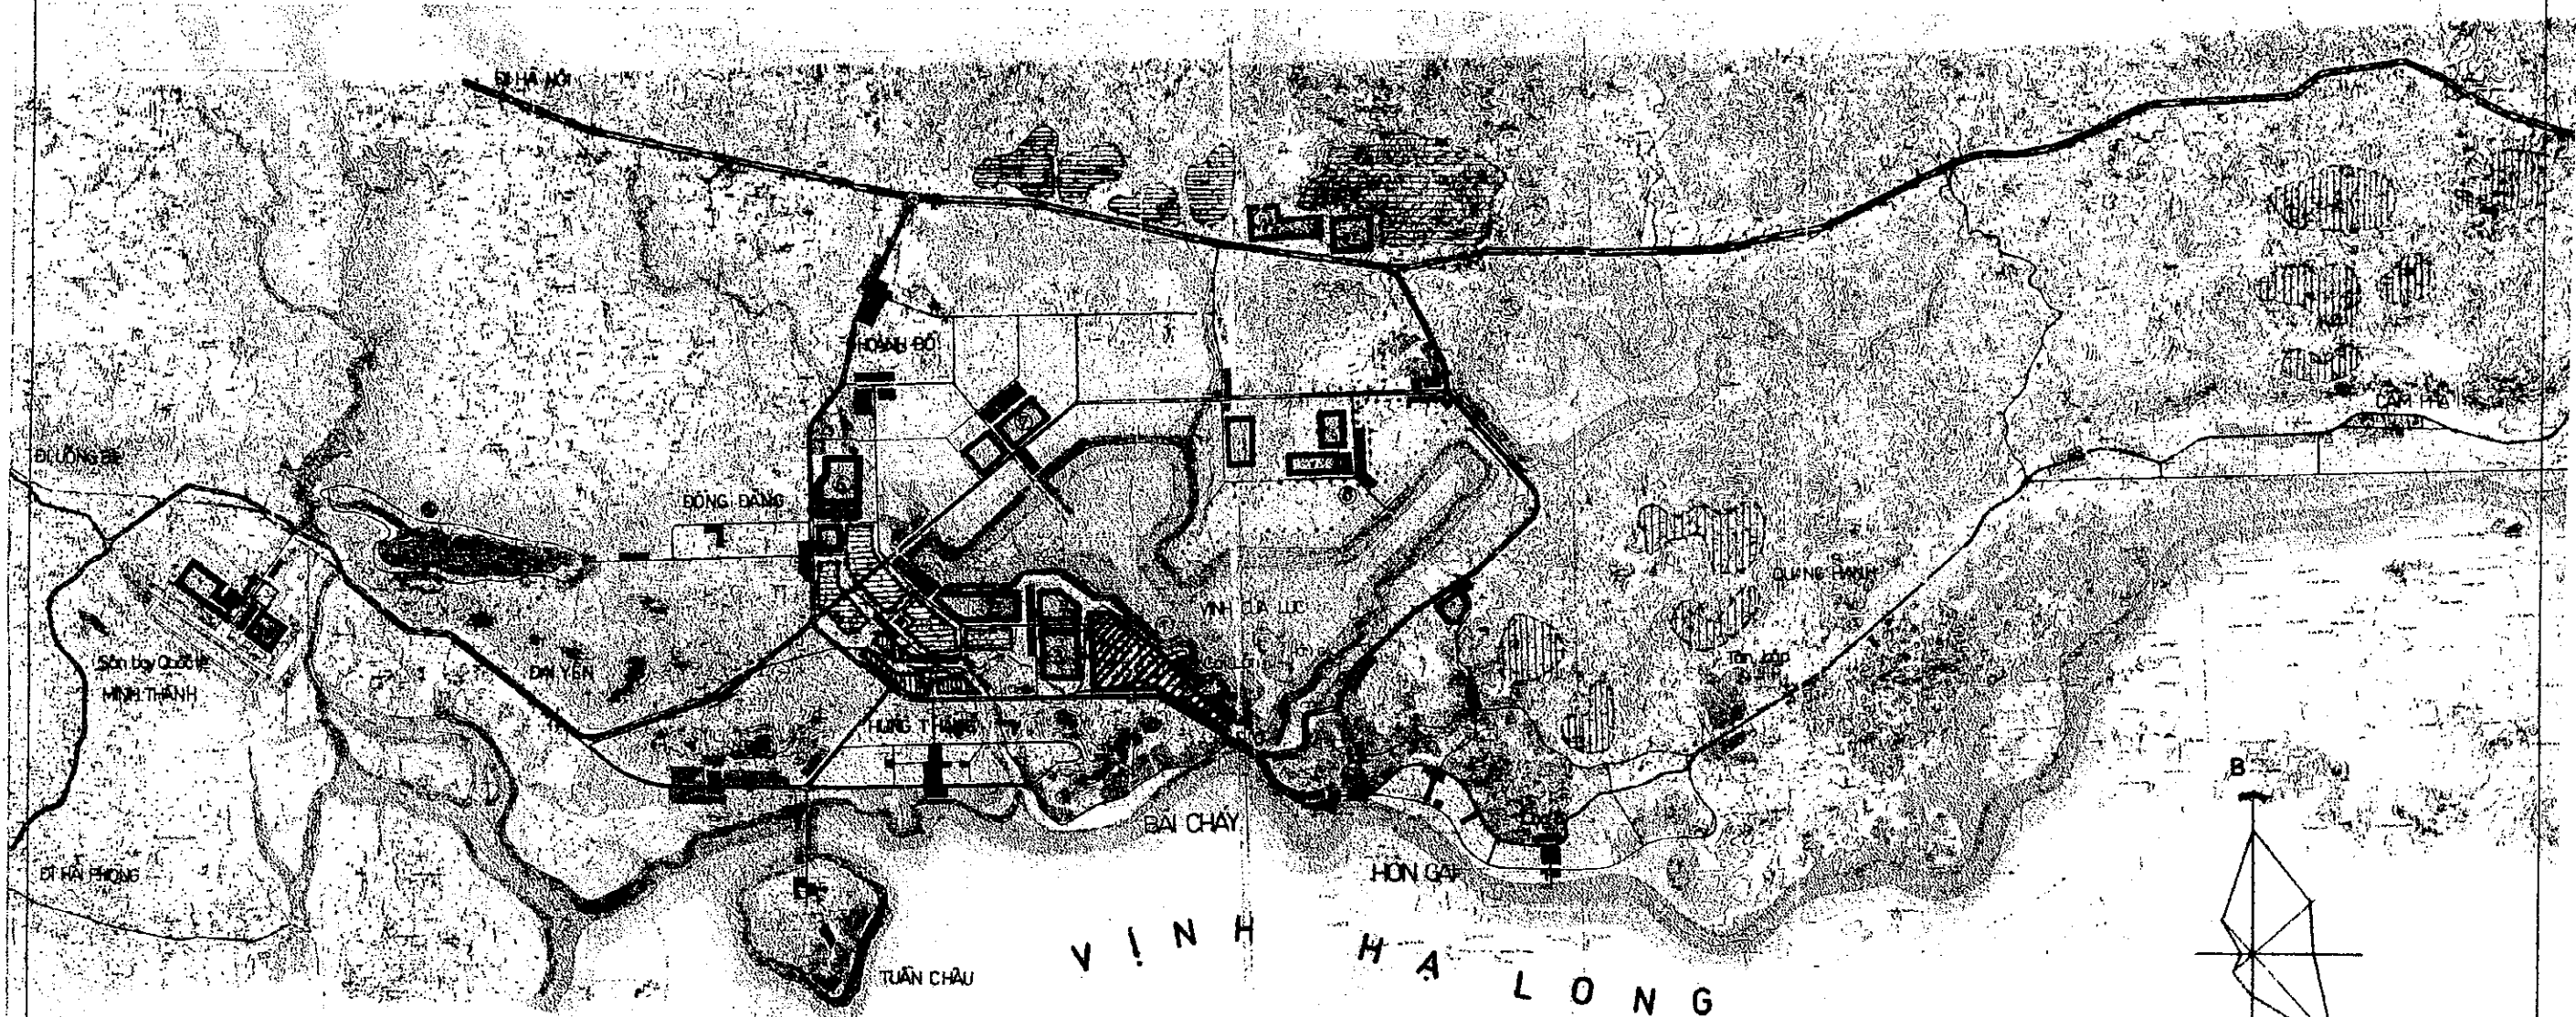 ĐI HÀ NỘI
HOÀNH BỒ
CẨM PHẢ
ĐI UÔNG BÍ
ĐỒNG ĐĂNG
QUANG HANH
VỊNH CỬA LỤC
Sân bay Quốc tế
MINH THÀNH
ĐẠI YÊN
HÙNG THẮNG
BÃI CHÁY
B
ĐI HẢI PHÒNG
HÒN GAI
TUẦN CHÂU
VỊNH HẠ LONG